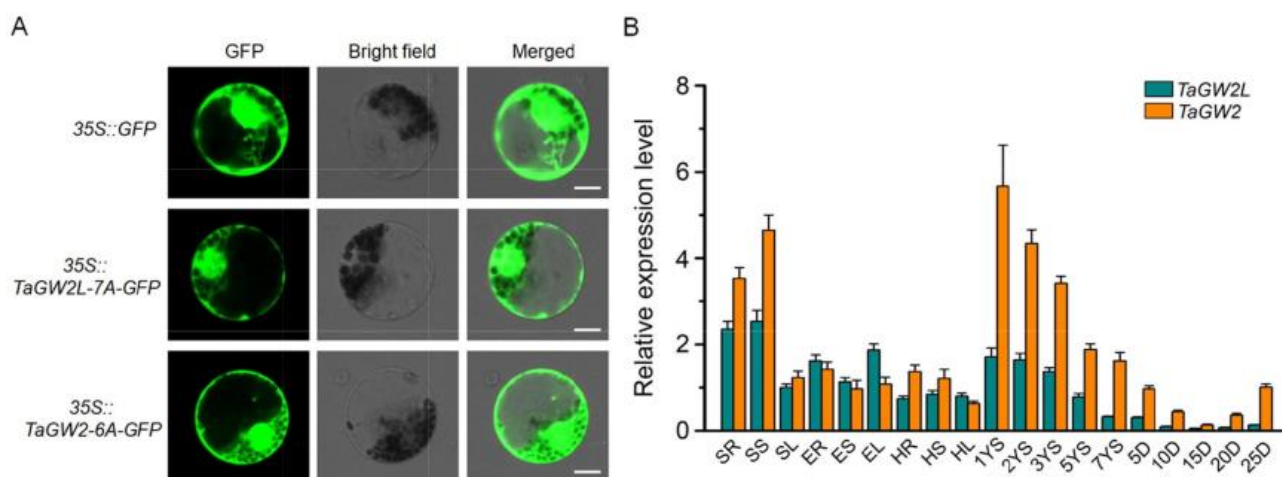 A
GFP
Bright field
Merged
35S::GFP
35S::
TaGW2L-7A-GFP
35S::
TaGW2-6A-GFP
B
Relative expression level
8
6
4
2
0
TaGW2L
TaGW2
SR SS SL ER ES EL HR HS HL 1YS 2YS 3YS 5YS 7YS 5D 10D 15D 20D 25D